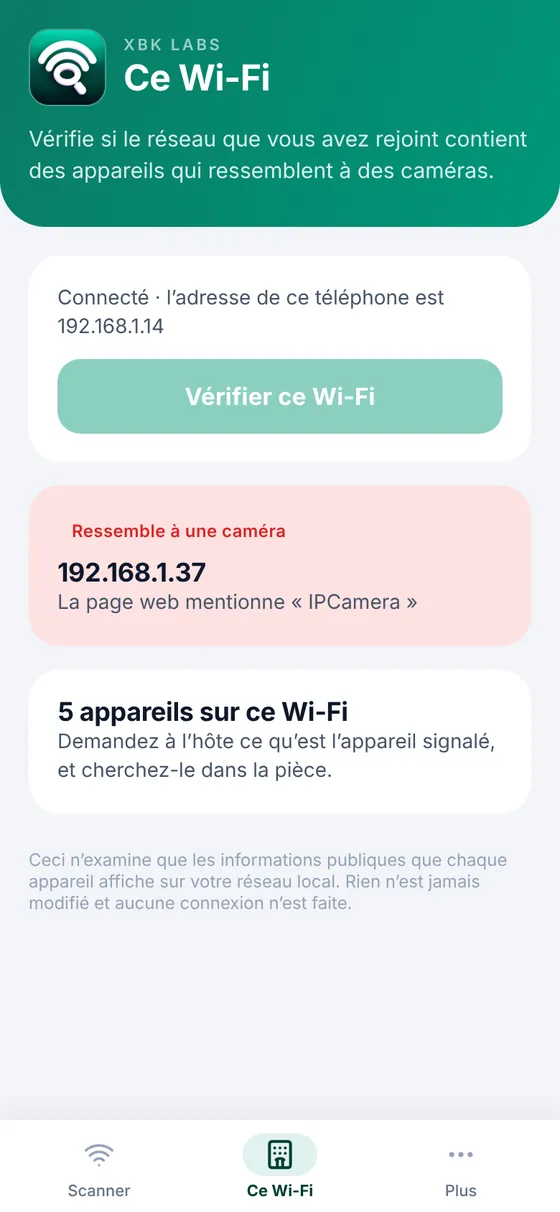 XBK LABS
Ce Wi-Fi
Vérifie si le réseau que vous avez rejoint contient
des appareils qui ressemblent à des caméras.
Connecté · l’adresse de ce téléphone est
192.168.1.14
Vérifier ce Wi-Fi
Ressemble à une caméra
192.168.1.37
La page web mentionne « IPCamera »
5 appareils sur ce Wi-Fi
Demandez à l’hôte ce qu’est l’appareil signalé,
et cherchez-le dans la pièce.
Ceci n’examine que les informations publiques que chaque
appareil affiche sur votre réseau local. Rien n’est jamais
modifié et aucune connexion n’est faite.
Scanner
Ce Wi-Fi
Plus